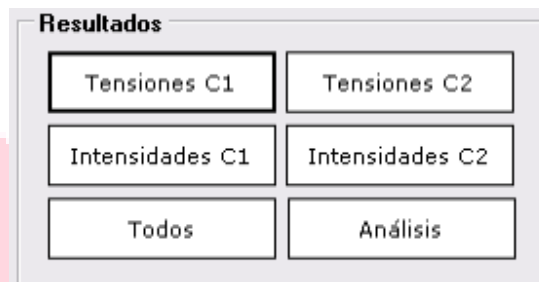 Resultados
Tensiones C1 Tensiones C2
Intensidades C1 Intensidades C2
Todos Análisis